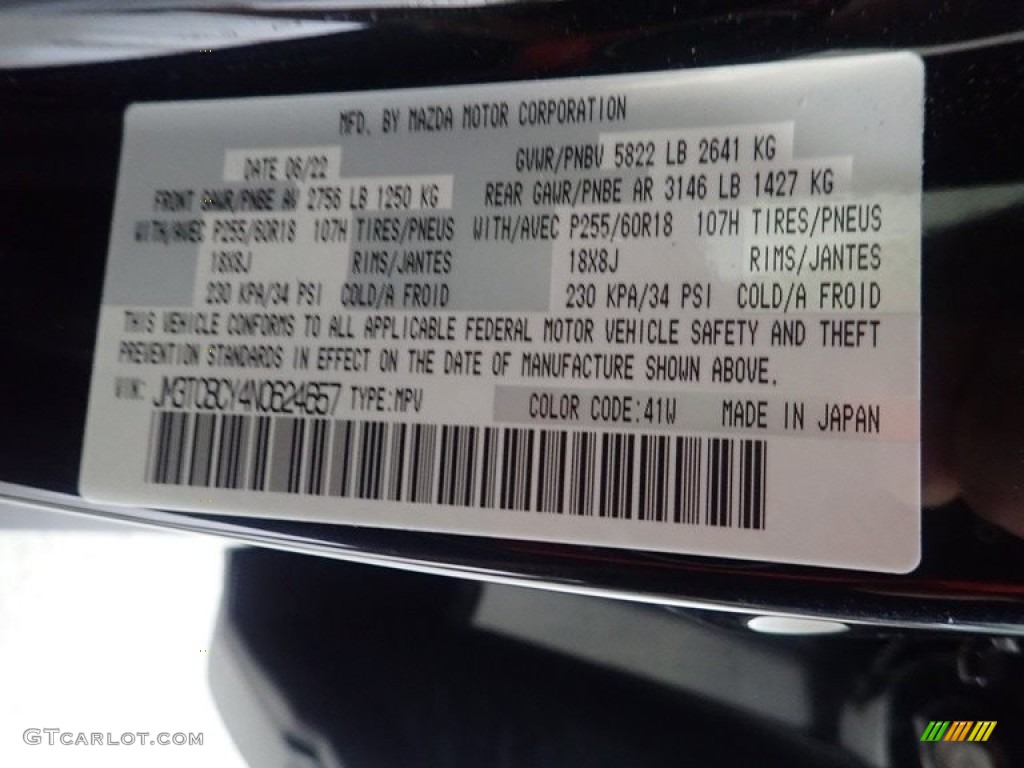 MFD. BY MAZDA MOTOR CORPORATION
DATE 06/22 GVWR/PNBV 5822 LB 2641 KG
FRONT GAWR/PNBE AV 2756 LB 1250 KG REAR GAWR/PNBE AR 3146 LB 1427 KG
WITH/AVEC P255/60R18 107H TIRES/PNEUS WITH/AVEC P255/60R18 107H TIRES/PNEUS
18X8J RIMS/JANTES 18X8J RIMS/JANTES
230 KPA/34 PSI COLD/A FROID 230 KPA/34 PSI COLD/A FROID
THIS VEHICLE CONFORMS TO ALL APPLICABLE FEDERAL MOTOR VEHICLE SAFETY AND THEFT
PREVENTION STANDARDS IN EFFECT ON THE DATE OF MANUFACTURE SHOWN ABOVE.
VIN: JM3TCBCY4N0624657 TYPE:MPV COLOR CODE:41W MADE IN JAPAN
GTCARLOT.COM